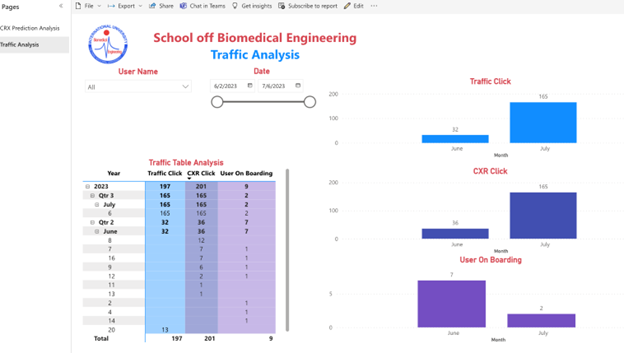 Pages
File
Export
Share
Chat in Teams
Get insights
Subscribe to report
Edit
CRX Prediction Analysis
Traffic Analysis
INTERNATIONAL UNIVERSITY
School off Biomedical Engineering
Traffic Analysis
User Name
All
Date
6/2/2023
7/6/2023
Traffic Table Analysis
Year Traffic Click CXR Click User On Boarding
2023 197 201 9
Qtr 3 165 165 2
July 165 165 2
6 165 165 2
Qtr 2 32 36 7
June 32 36 7
8 12
7 7 1
16 7 1
9 6 1
12 2 1
11 1
13 1
2 1
4 1
14 1
20 13
Total 197 201 9
Traffic Click
200
100
0
32
165
June
July
Month
CXR Click
200
100
0
36
165
June
July
Month
User On Boarding
5
0
7
2
June
July
Month